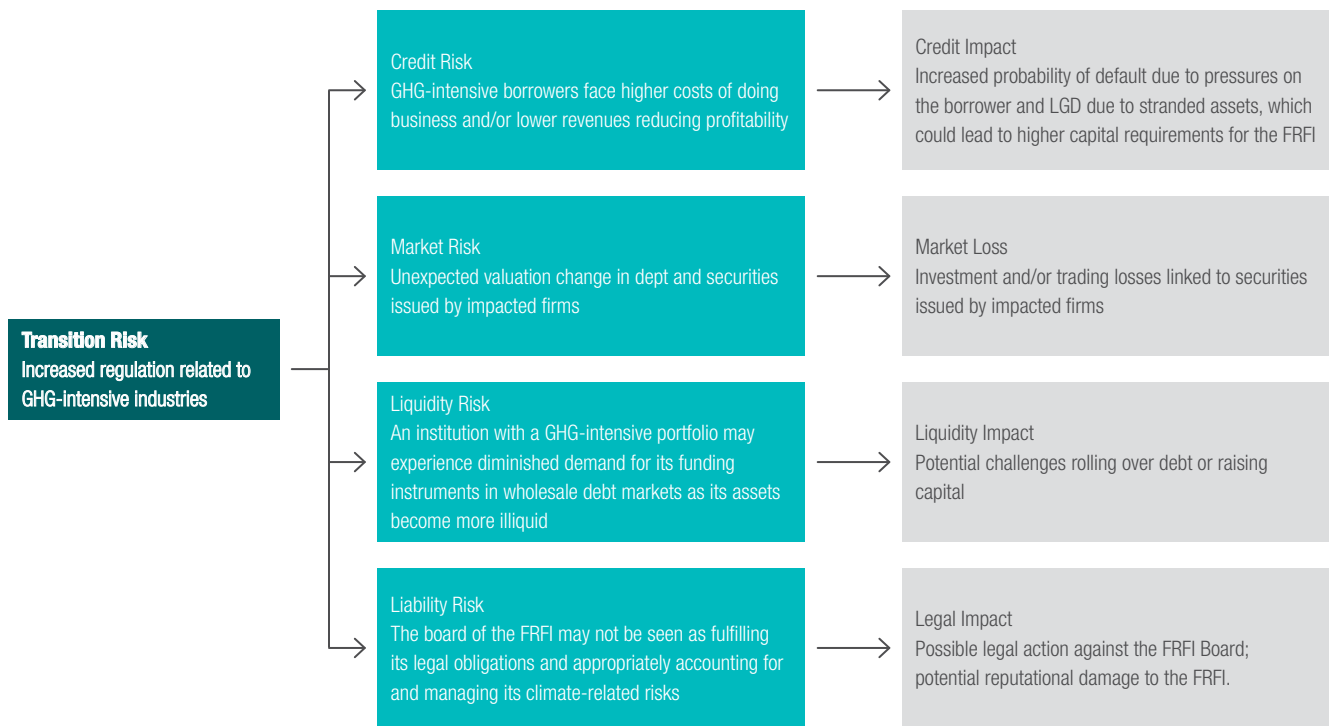 Transition Risk
Increased regulation related to
GHG-intensive industries
Credit Risk
GHG-intensive borrowers face higher costs of doing
business and/or lower revenues reducing profitability
Credit Impact
Increased probability of default due to pressures on
the borrower and LGD due to stranded assets, which
could lead to higher capital requirements for the FRFI
Market Risk
Unexpected valuation change in dept and securities
issued by impacted firms
Market Loss
Investment and/or trading losses linked to securities
issued by impacted firms
Liquidity Risk
An institution with a GHG-intensive portfolio may
experience diminished demand for its funding
instruments in wholesale debt markets as its assets
become more illiquid
Liquidity Impact
Potential challenges rolling over debt or raising
capital
Liability Risk
The board of the FRFI may not be seen as fulfilling
its legal obligations and appropriately accounting for
and managing its climate-related risks
Legal Impact
Possible legal action against the FRFI Board;
potential reputational damage to the FRFI.